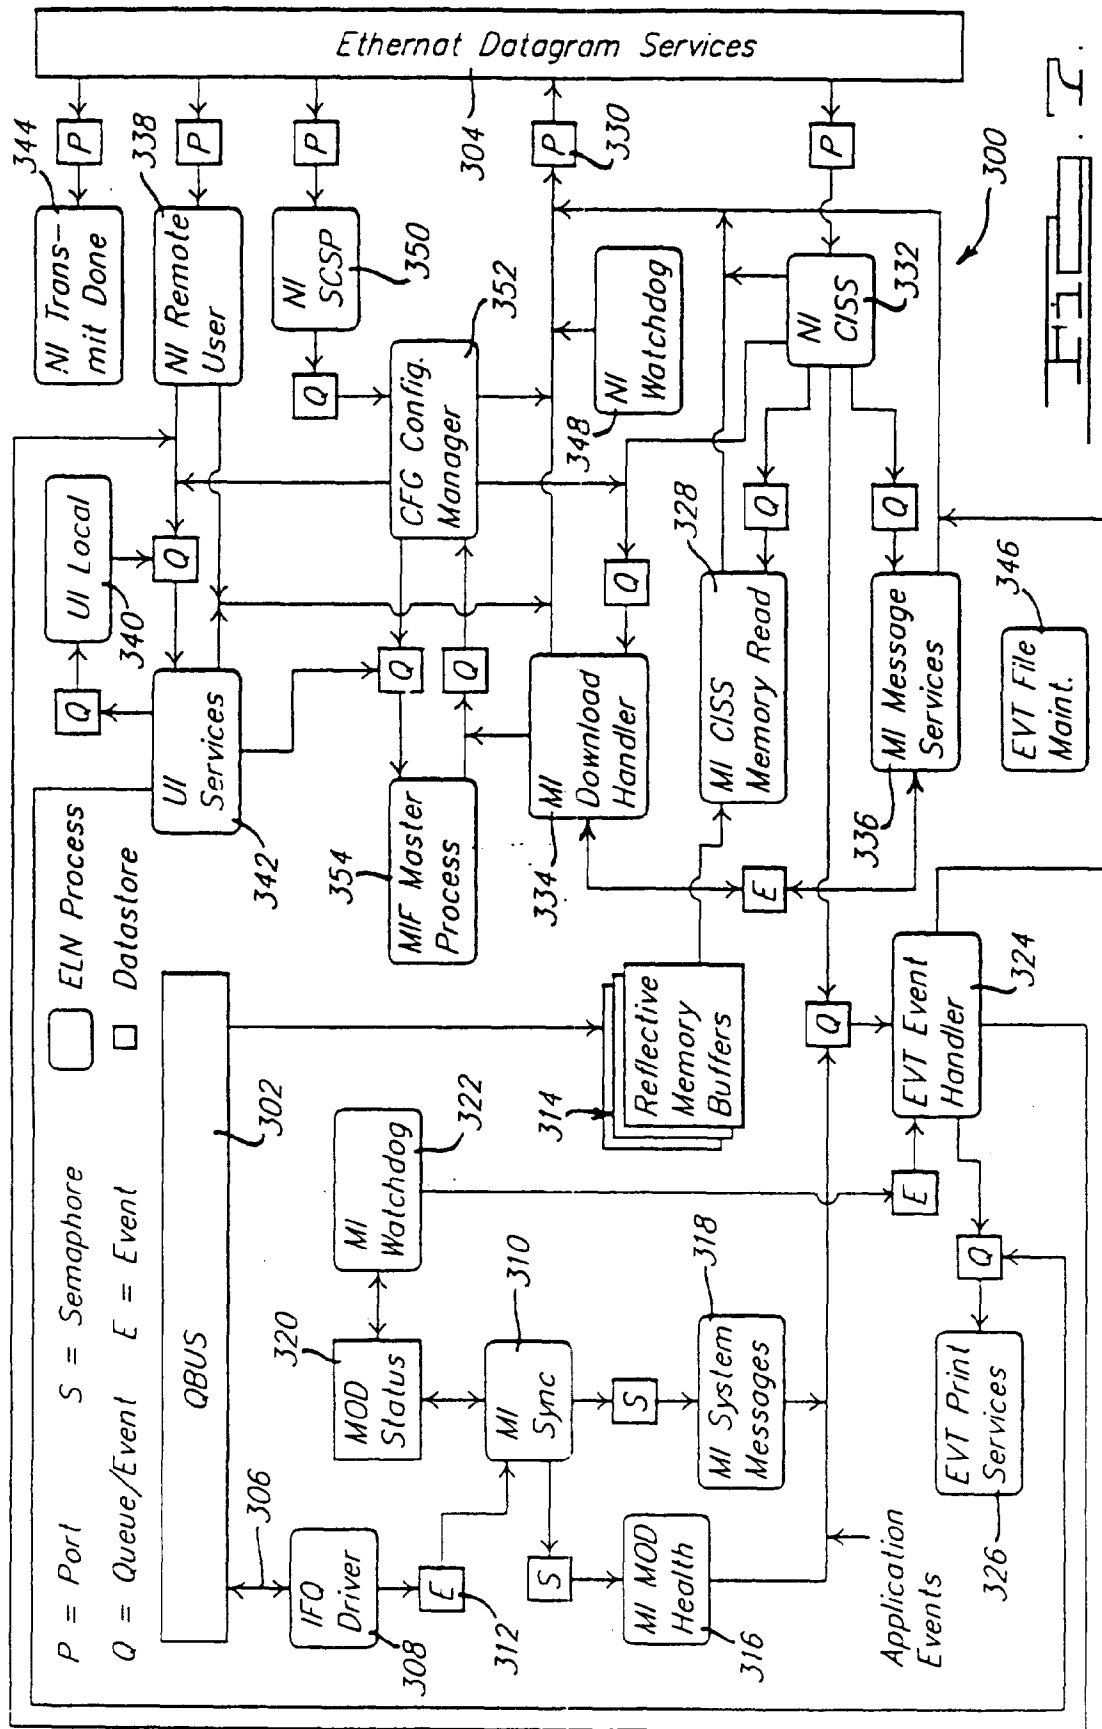 P = Port S = Semaphore
Q = Queue/Event E = Event
ELN Process
Datastore
QBUS
302
306
IFQ
Driver
308
E
312
MOD
Status
320
MI
Watchdog
322
MI
Sync
310
S
S
MI MOD
Health
316
MI System
Messages
318
Application
Events
Reflective
Memory
Buffers
314
E
Q
EVT Event
Handler
324
Q
EVT Print
Services
326
UI
Services
342
Q
UI Local
340
Q
MIF Master
Process
354
Q
Q
MI
Download
Handler
334
E
Q
MI CISS
Memory Read
328
Q
MI Message
Services
336
Q
EVT File
Maint.
346
NI Trans-
mit Done
344
P
NI Remote
User
338
P
NI
SCSP
350
P
Q
CFG Config.
Manager
352
NI
Watchdog
348
P
330
NI
CISS
332
P
Ethernat Datagram Services
304
300